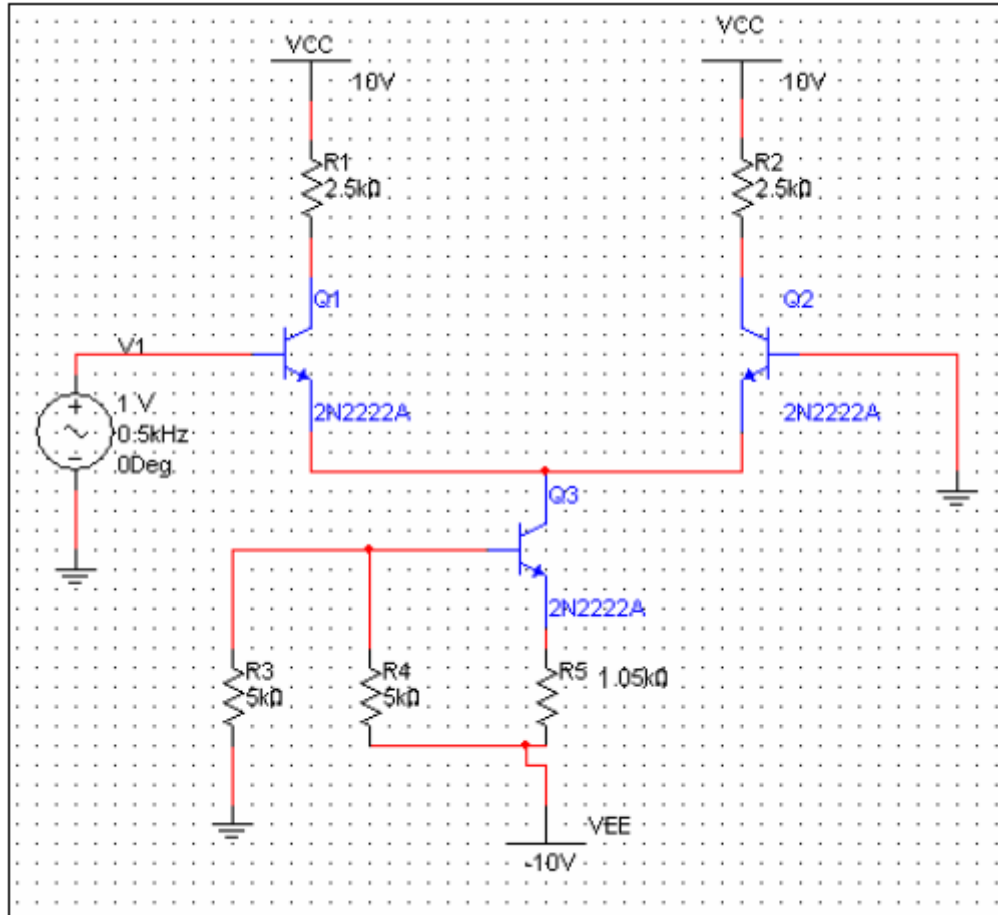 VCC
10V
VCC
10V
R1
2.5kΩ
R2
2.5kΩ
Q1
Q2
V1
1 V
0.5kHz
0Deg
2N2222A
2N2222A
Q3
2N2222A
R3
5kΩ
R4
5kΩ
R5
1.05kΩ
VEE
-10V